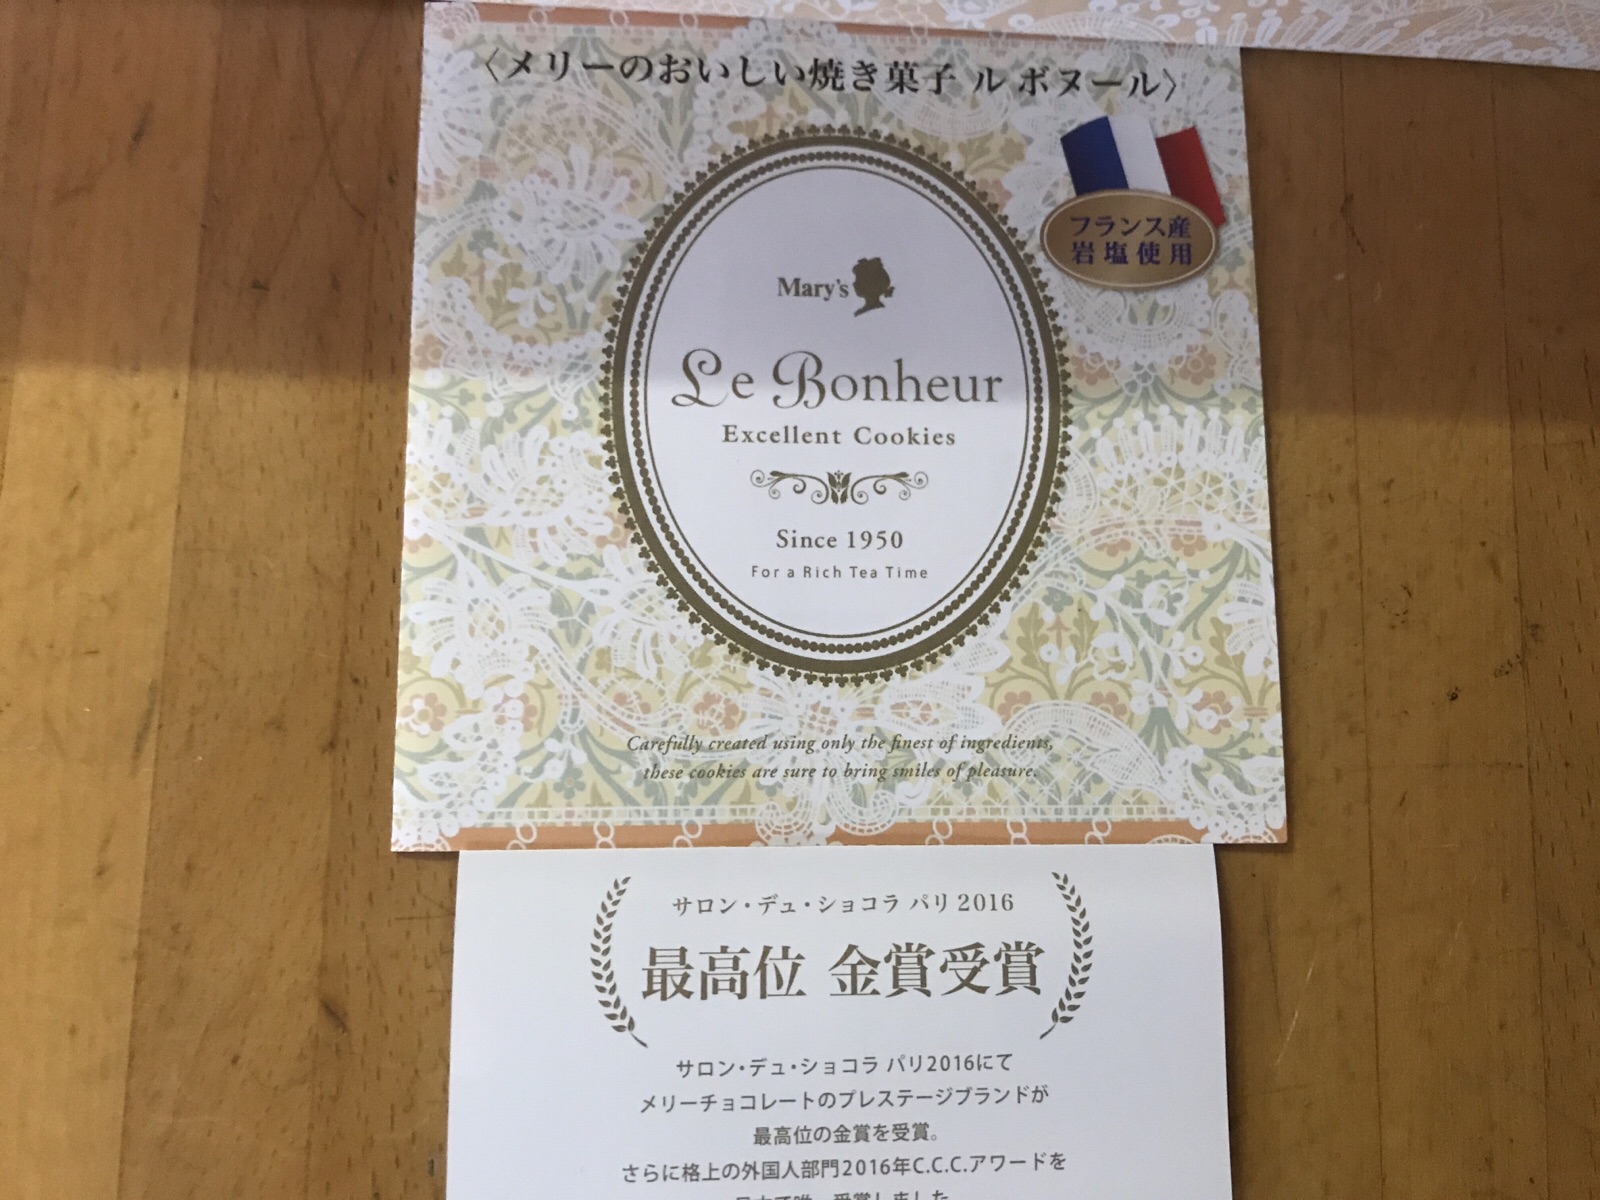 〈メリーのおいしい焼き菓子 ル ボヌール〉
フランス産
岩塩使用
Mary's
Le Bonheur
Excellent Cookies
Since 1950
For a Rich Tea Time
Carefully created using only the finest of ingredients,
these cookies are sure to bring smiles of pleasure.
サロン・デュ・ショコラ パリ 2016
最高位 金賞受賞
サロン・デュ・ショコラ パリ2016にて
メリーチョコレートのプレステージブランドが
最高位の金賞を受賞。
さらに格上の外国人部門2016年C.C.C.アワードを